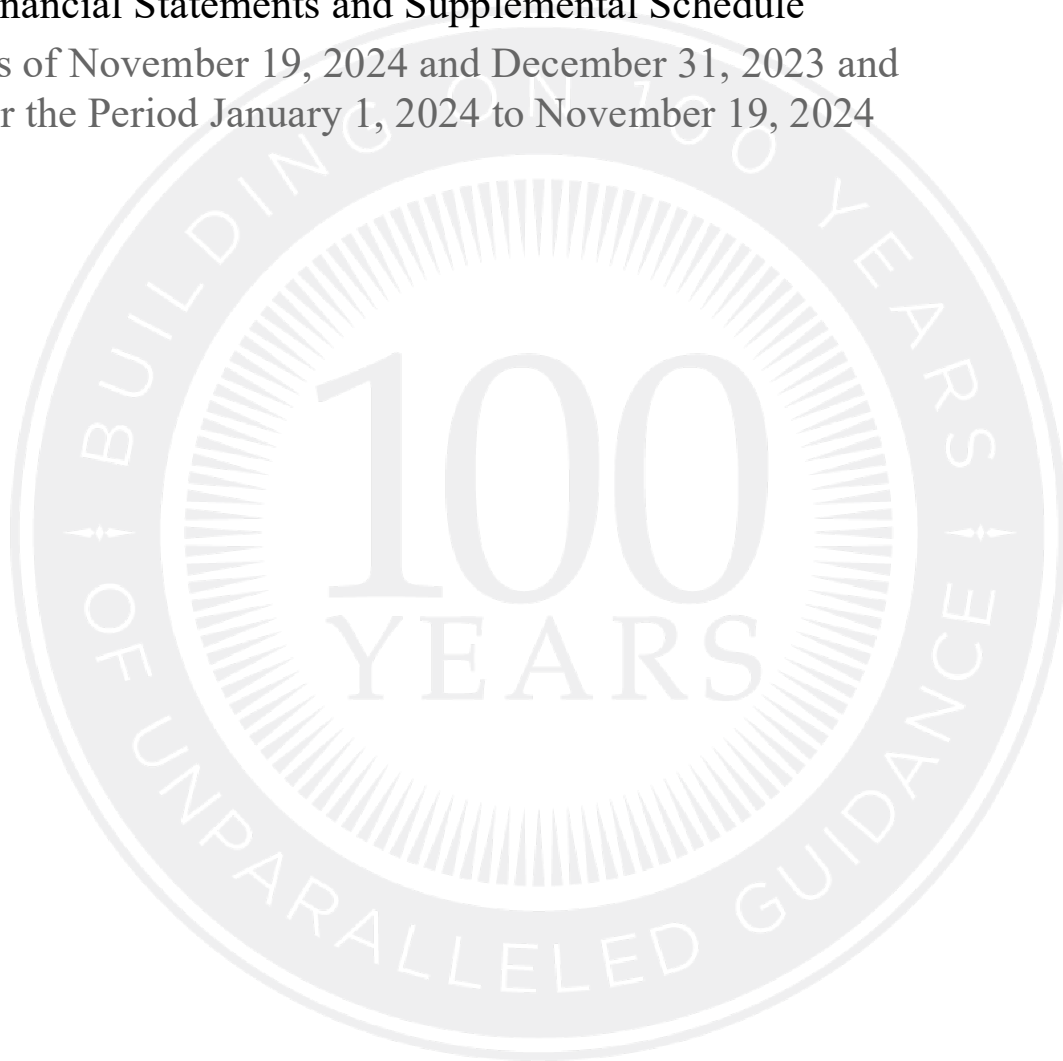 nancial Statements and Supplemental Schedule
s of November 19, 2024 and December 31, 2023 and
r the Period January 1, 2024 to November 19, 2024
BUILDING ON 100 YEARS
100
YEARS
OF UNPARALLELED GUIDANCE